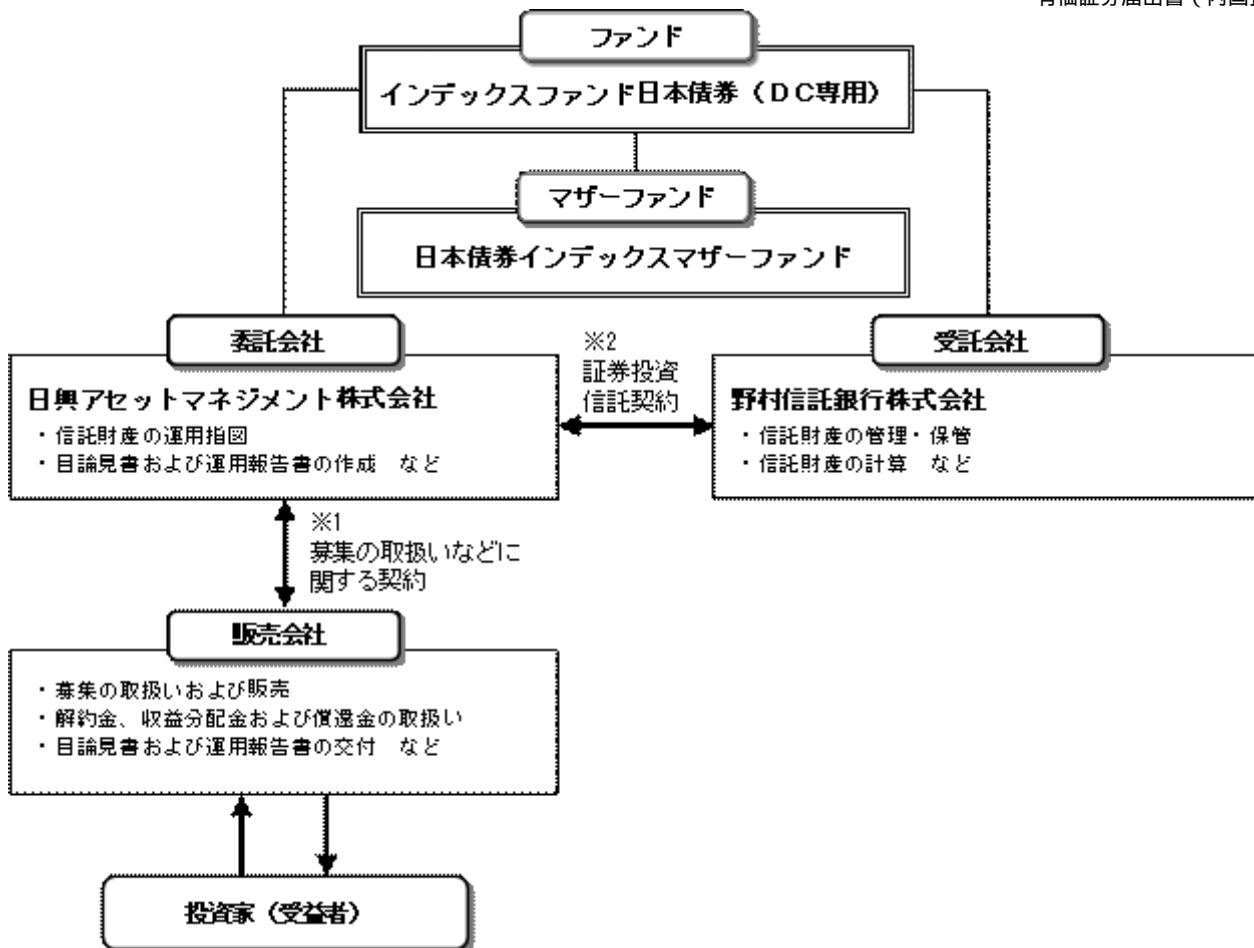 有価証券届出書(内国投
ファンド
インデックスファンド日本債券(DC専用)
マザーファンド
日本債券インデックスマザーファンド
委託会社
日興アセットマネジメント株式会社
・信託財産の運用指図
・目論見書および運用報告書の作成 など
※2
証券投資
信託契約
受託会社
野村信託銀行株式会社
・信託財産の管理・保管
・信託財産の計算 など
※1
募集の取扱いなどに
関する契約
販売会社
・募集の取扱いおよび販売
・解約金、収益分配金および償還金の取扱い
・目論見書および運用報告書の交付 など
投資家(受益者)